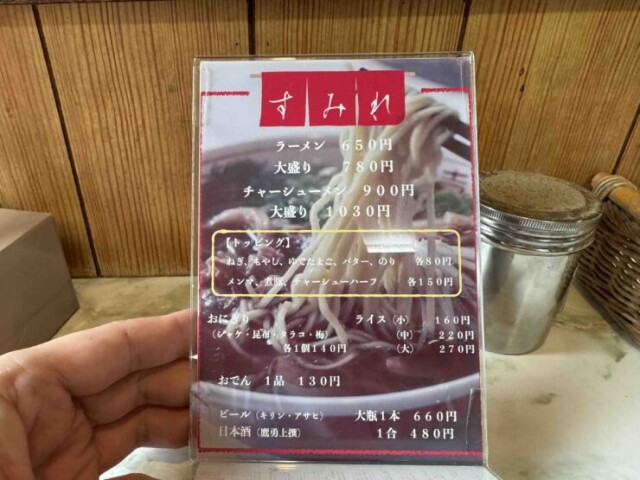 すみれ
ラーメン 650円
大盛り 780円
チャーシューメン 900円
大盛り 1030円
【トッピング】
ねぎ、もやし、ゆでたまご、バター、のり 各80円
メンマ、煮豚、チャーシューハーフ 各150円
おにぎり ライス(小) 160円
(シャケ・昆布・タラコ・梅) (中) 220円
各1個140円 (大) 270円
おでん 1品 130円
ビール(キリン・アサヒ) 大瓶1本 660円
日本酒(鷹勇上撰) 1合 480円